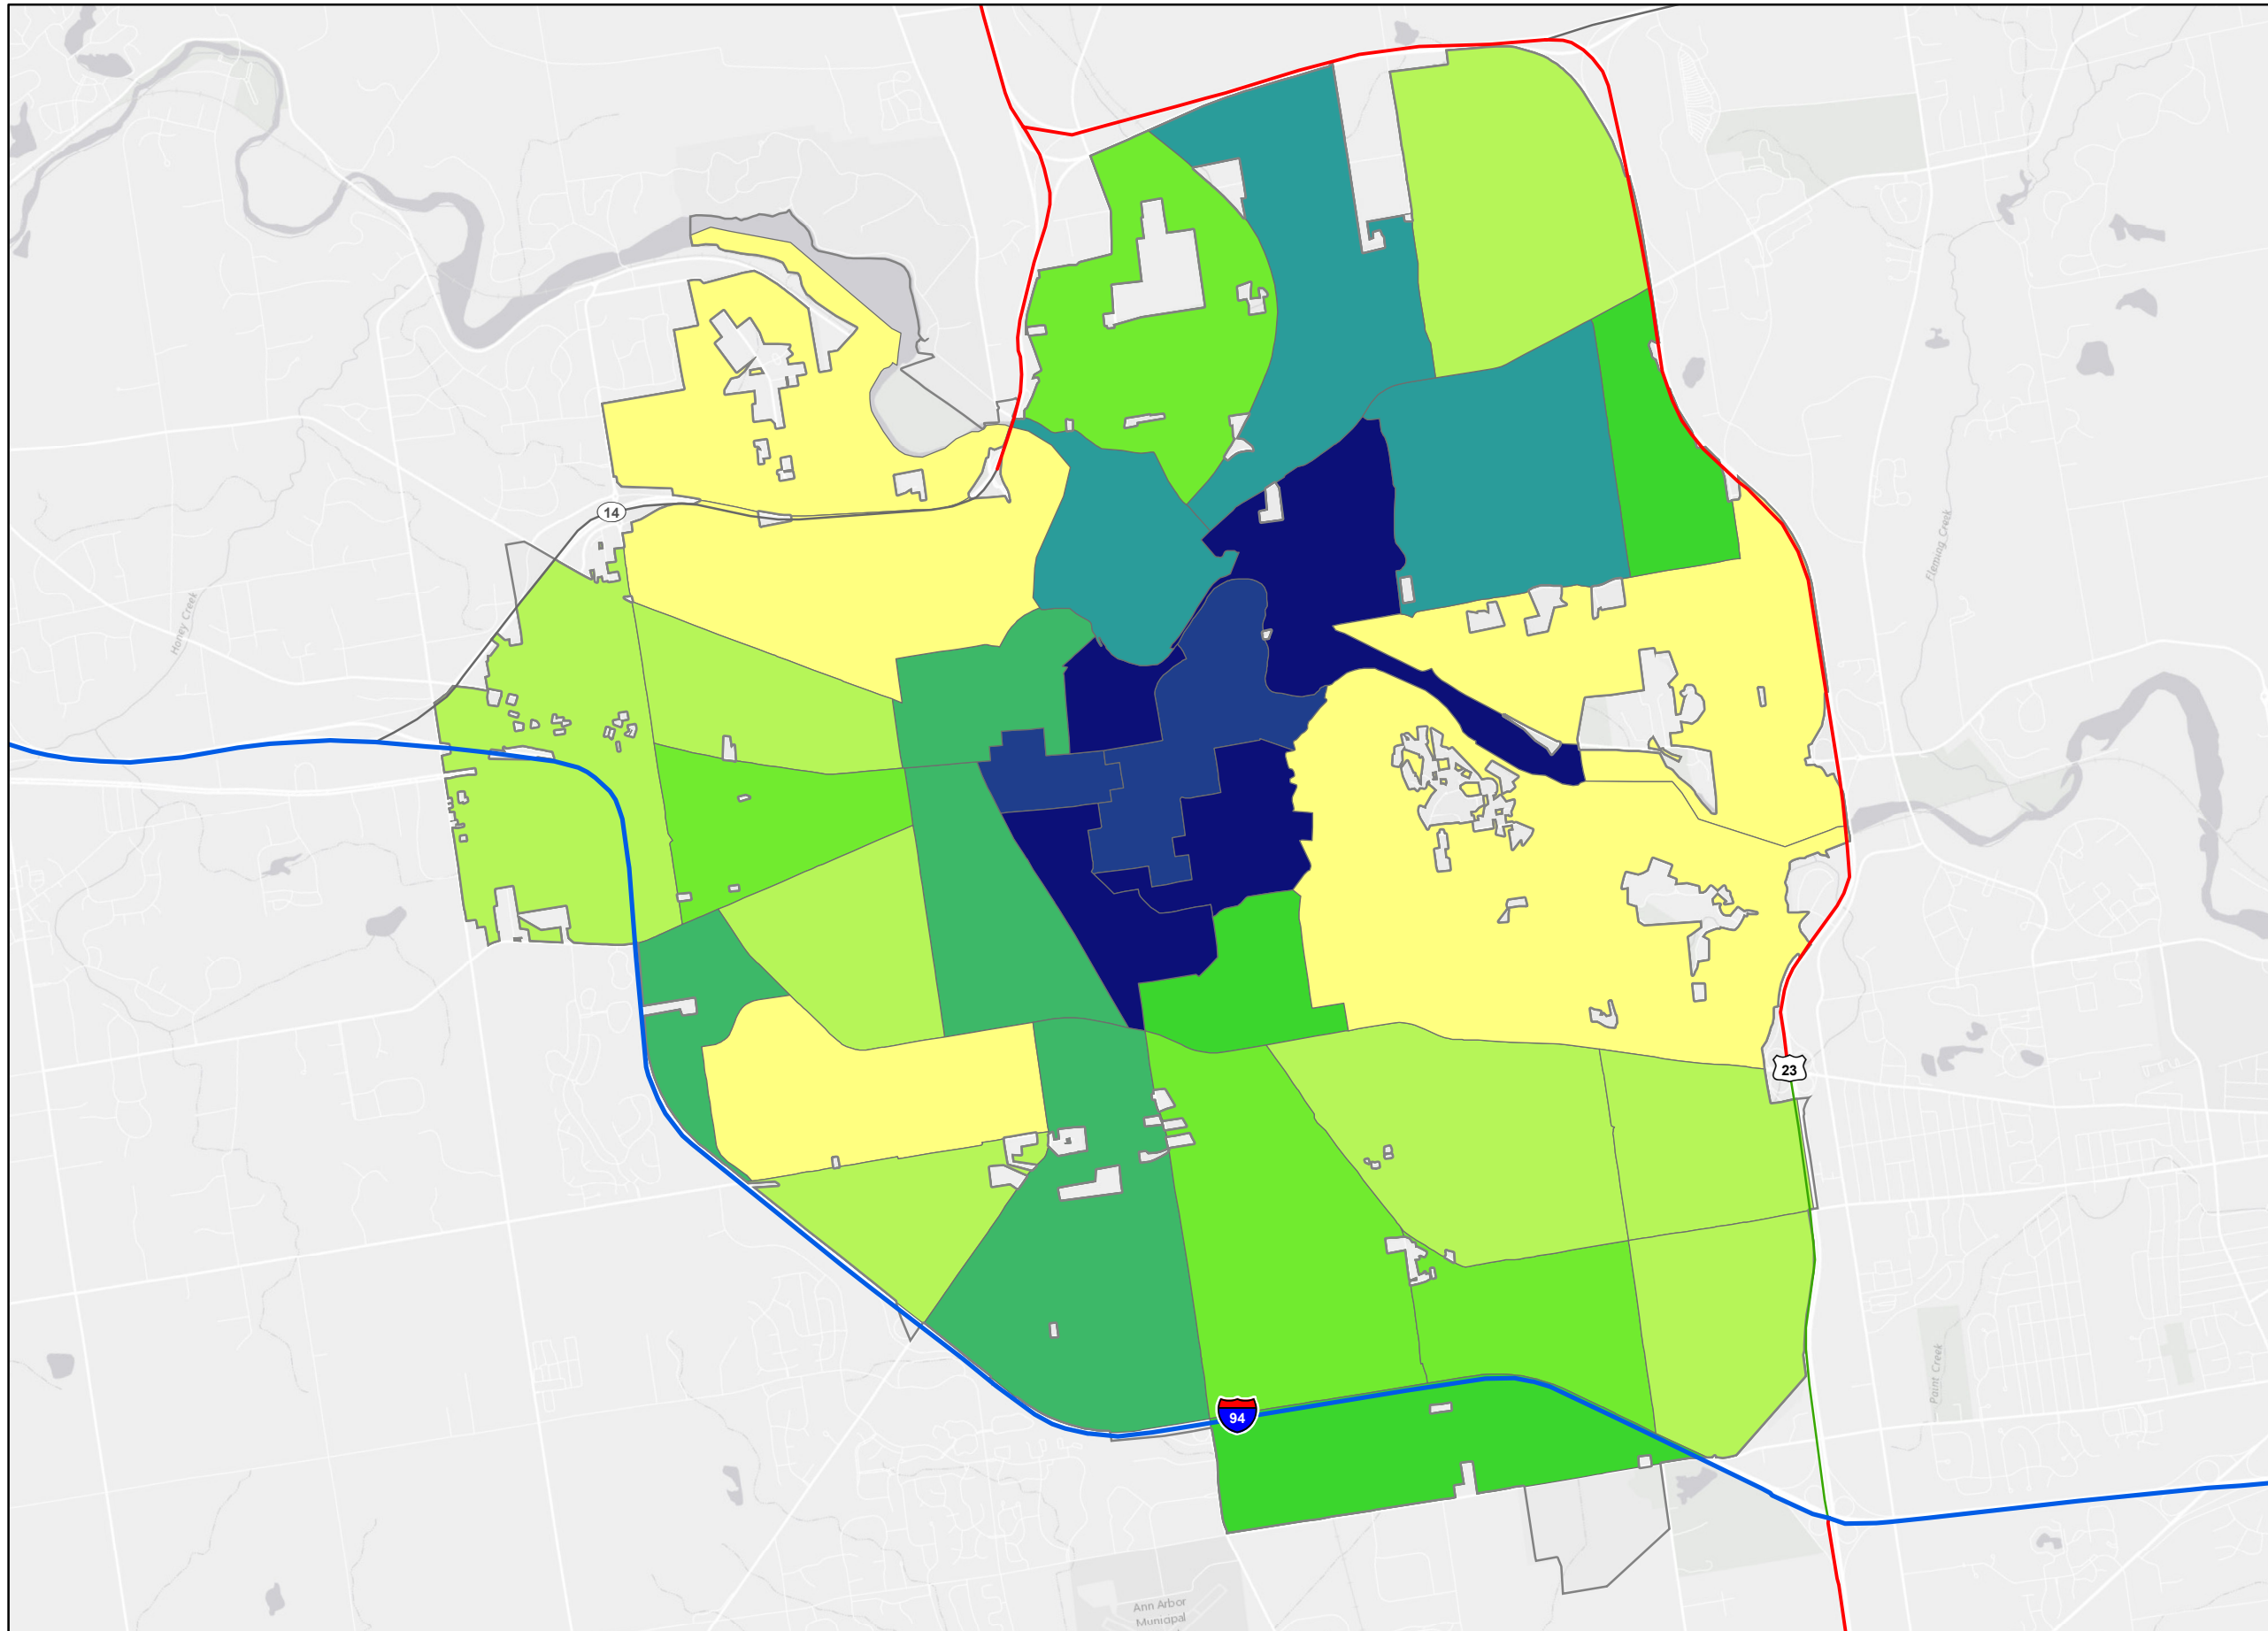 14
Honey Creek
Fleming Creek
23
94
Paint Creek
Ann Arbor
Municipal